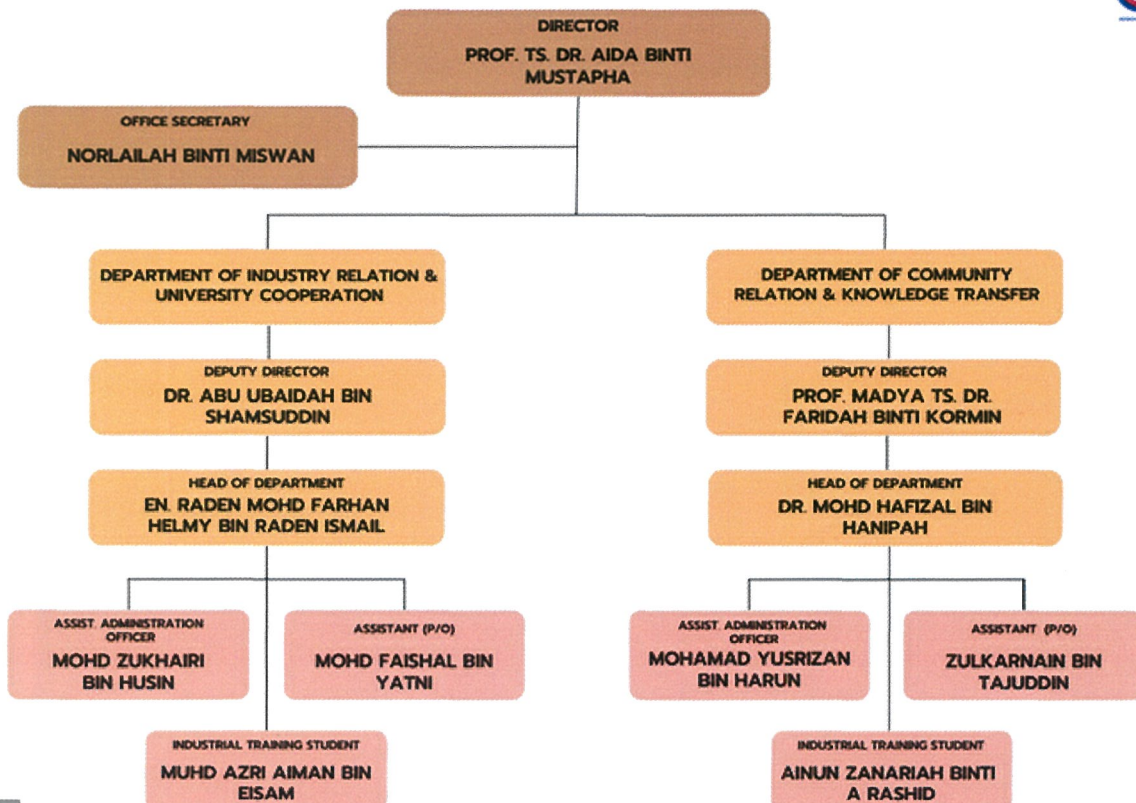 DIRECTOR
PROF. TS. DR. AIDA BINTI
MUSTAPHA
OFFICE SECRETARY
NORLAILAH BINTI MISWAN
DEPARTMENT OF INDUSTRY RELATION &
UNIVERSITY COOPERATION
DEPUTY DIRECTOR
DR. ABU UBAIDAH BIN
SHAMSUDDIN
HEAD OF DEPARTMENT
EN. RADEN MOHD FARHAN
HELMY BIN RADEN ISMAIL
ASSIST. ADMINISTRATION
OFFICER
MOHD ZUKHAIRI
BIN HUSIN
ASSISTANT (P/O)
MOHD FAISHAL BIN
YATNI
INDUSTRIAL TRAINING STUDENT
MUHD AZRI AIMAN BIN
EISAM
DEPARTMENT OF COMMUNITY
RELATION & KNOWLEDGE TRANSFER
DEPUTY DIRECTOR
PROF. MADYA TS. DR.
FARIDAH BINTI KORMIN
HEAD OF DEPARTMENT
DR. MOHD HAFIZAL BIN
HANIPAH
ASSIST. ADMINISTRATION
OFFICER
MOHAMAD YUSRIZAN
BIN HARUN
ASSISTANT (P/O)
ZULKARNAIN BIN
TAJUDDIN
INDUSTRIAL TRAINING STUDENT
AINUN ZANARIAH BINTI
A RASHID